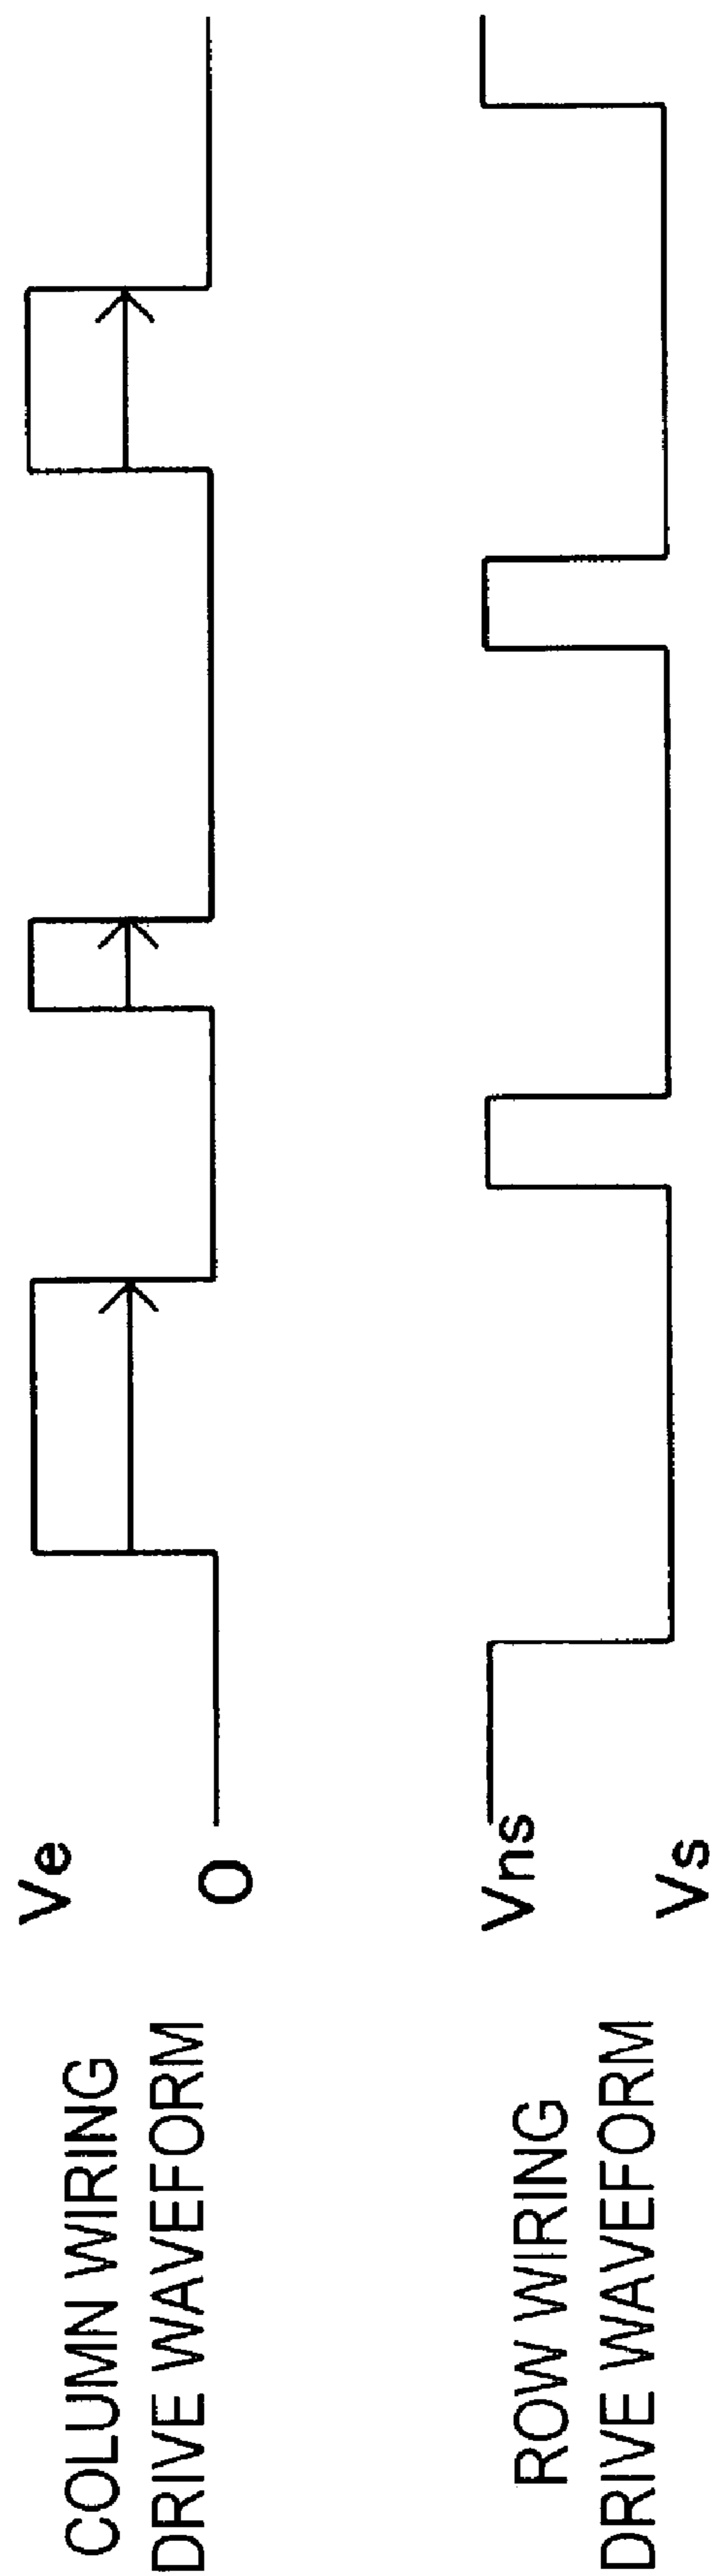 COLUMN WIRING
DRIVE WAVEFORM
Ve
0
ROW WIRING
DRIVE WAVEFORM
Vns
Vs